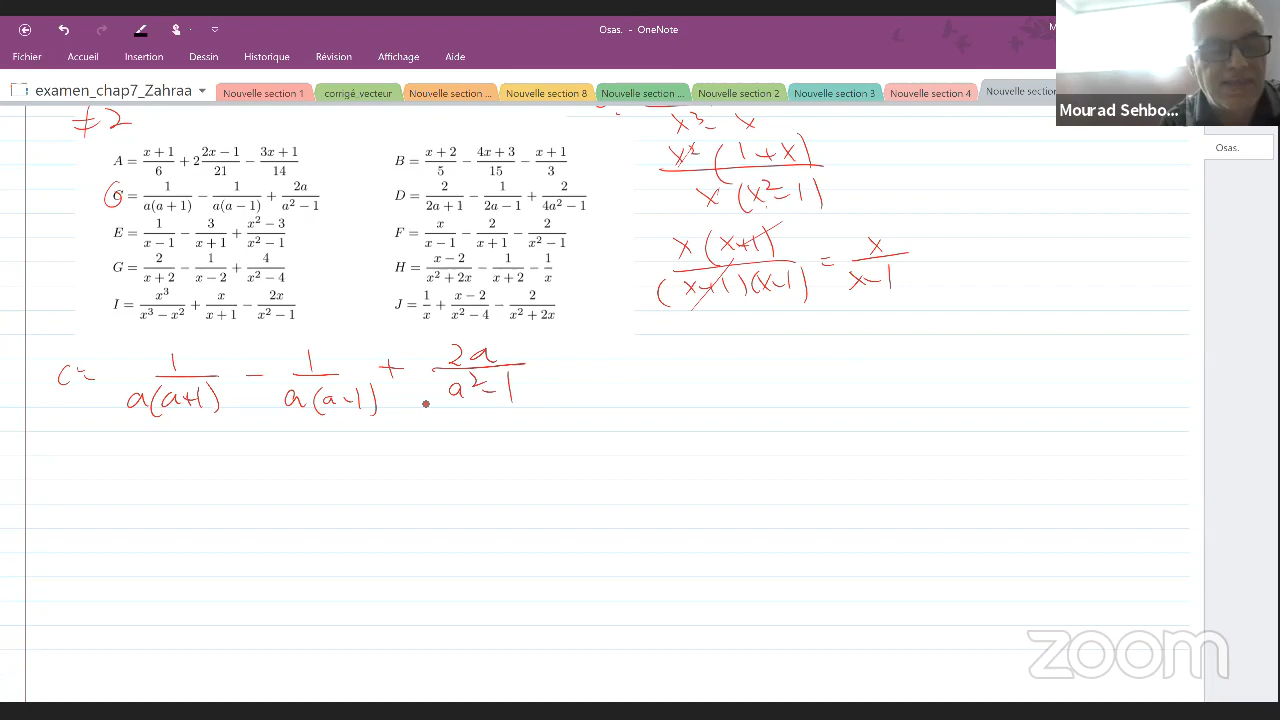 Osas. - OneNote
Fichier Accueil Insertion Dessin Historique Révision Affichage Aide
examen_chap7_Zahraa
Nouvelle section 1 corrigé_vecteur Nouvelle section ... Nouvelle section 8 Nouvelle section ... Nouvelle section 2 Nouvelle section 3 Nouvelle section 4 Nouvelle section
Mourad Sehbo...
Osas.
≠ 2
A = (x+1)/6 + 2 (2x−1)/21 − (3x+1)/14
B = (x+2)/5 − (4x+3)/15 − (x+1)/3
C = 1/(a(a+1)) − 1/(a(a−1)) + 2a/(a²−1)
D = 2/(2a+1) − 1/(2a−1) + 2/(4a²−1)
E = 1/(x−1) − 3/(x+1) + (x²−3)/(x²−1)
F = x/(x−1) − 2/(x+1) − 2/(x²−1)
G = 2/(x+2) − 1/(x−2) + 4/(x²−4)
H = (x−2)/(x²+2x) − 1/(x+2) − 1/x
I = x³/(x³−x²) + x/(x+1) − 2x/(x²−1)
J = 1/x + (x−2)/(x²−4) − 2/(x²+2x)
x³ − x
x²(1+x)/(x(x²−1))
x(x+1)/((x+1)(x−1)) = x/(x−1)
C = 1/(a(a+1)) − 1/(a(a−1)) + 2a/(a²−1)
zoom